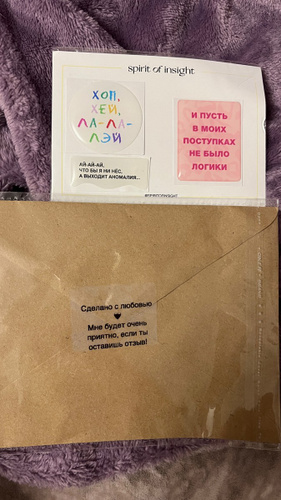 spirit of insight
ХОП,
ХЕЙ,
ЛА-ЛА-
ЛЭЙ
И ПУСТЬ
В МОИХ
ПОСТУПКАХ
НЕ БЫЛО
ЛОГИКИ
АЙ-АЙ-АЙ,
ЧТО БЫ Я НИ НЁС,
А ВЫХОДИТ АНОМАЛИЯ...
Сделано с любовью
Мне будет очень
приятно, если ты
оставишь отзыв!